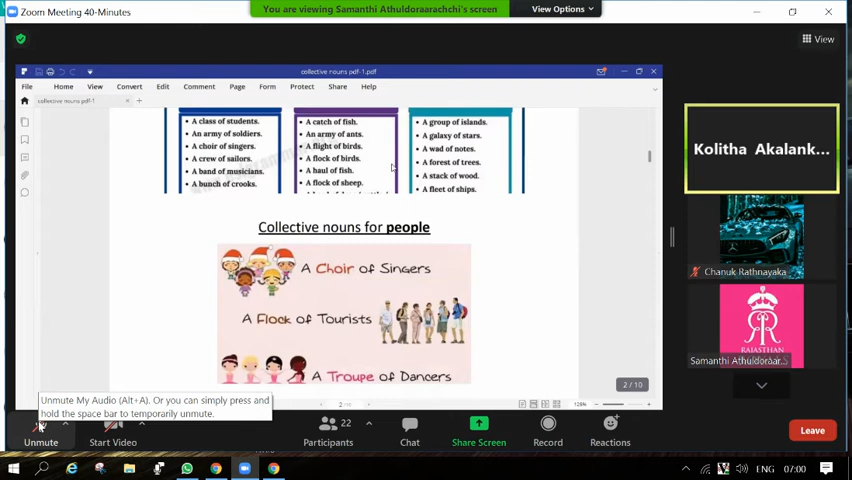 Zoom Meeting 40-Minutes
You are viewing Samanthi Athuldoraarachchi's screen
View Options
View
collective nouns pdf-1.pdf
File Home View Convert Edit Comment Page Form Protect Share Help
collective nouns pdf-1
A class of students.
An army of soldiers.
A choir of singers.
A crew of sailors.
A band of musicians.
A bunch of crooks.
A catch of fish.
An army of ants.
A flight of birds.
A flock of birds.
A haul of fish.
A flock of sheep.
A group of islands.
A galaxy of stars.
A wad of notes.
A forest of trees.
A stack of wood.
A fleet of ships.
Collective nouns for people
A Choir of Singers
A Flock of Tourists
A Troupe of Dancers
2 / 10
Kolitha Akalank...
Chanuk Rathnayaka
RAJASTHAN
Samanthi Athuldoraar...
Unmute My Audio (Alt+A). Or you can simply press and
hold the space bar to temporarily unmute.
Unmute
Start Video
Participants
22
Chat
Share Screen
Record
Reactions
Leave
ENG
07:00